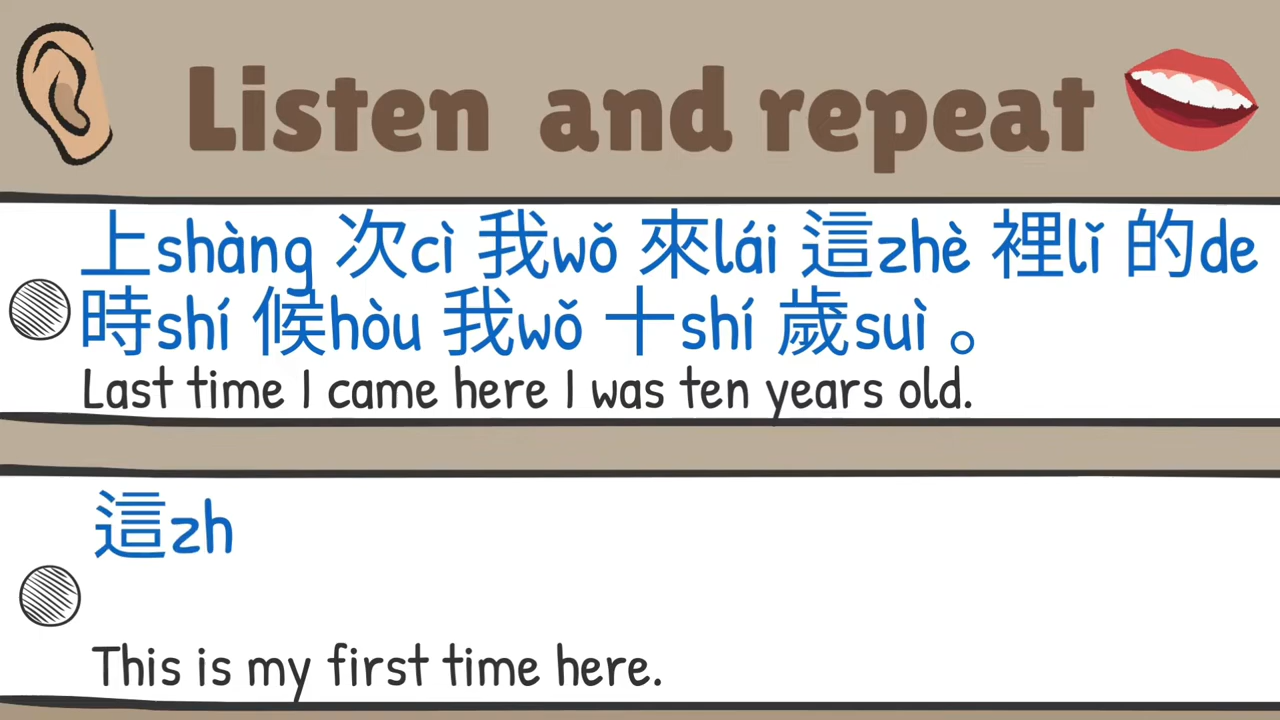 Listen and repeat
上shàng 次cì 我wǒ 來lái 這zhè 裡lǐ 的de
時shí 候hòu 我wǒ 十shí 歲suì 。
Last time I came here I was ten years old.
這zh
This is my first time here.